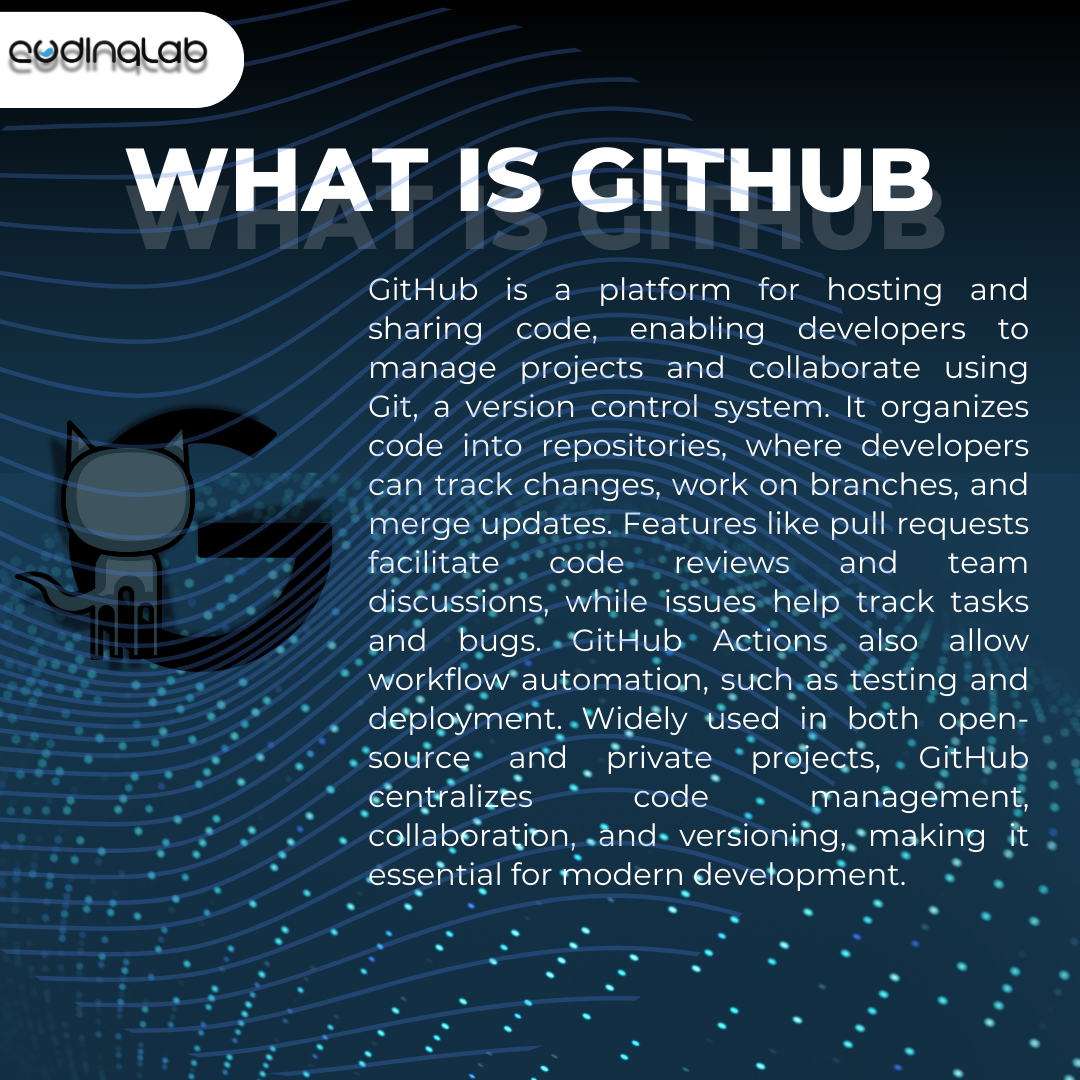 codingLab
WHAT IS GITHUB
GitHub is a platform for hosting and
sharing code, enabling developers to
manage projects and collaborate using
Git, a version control system. It organizes
code into repositories, where developers
can track changes, work on branches, and
merge updates. Features like pull requests
facilitate code reviews and team
discussions, while issues help track tasks
and bugs. GitHub Actions also allow
workflow automation, such as testing and
deployment. Widely used in both open-
source and private projects, GitHub
centralizes code management,
collaboration, and versioning, making it
essential for modern development.
G